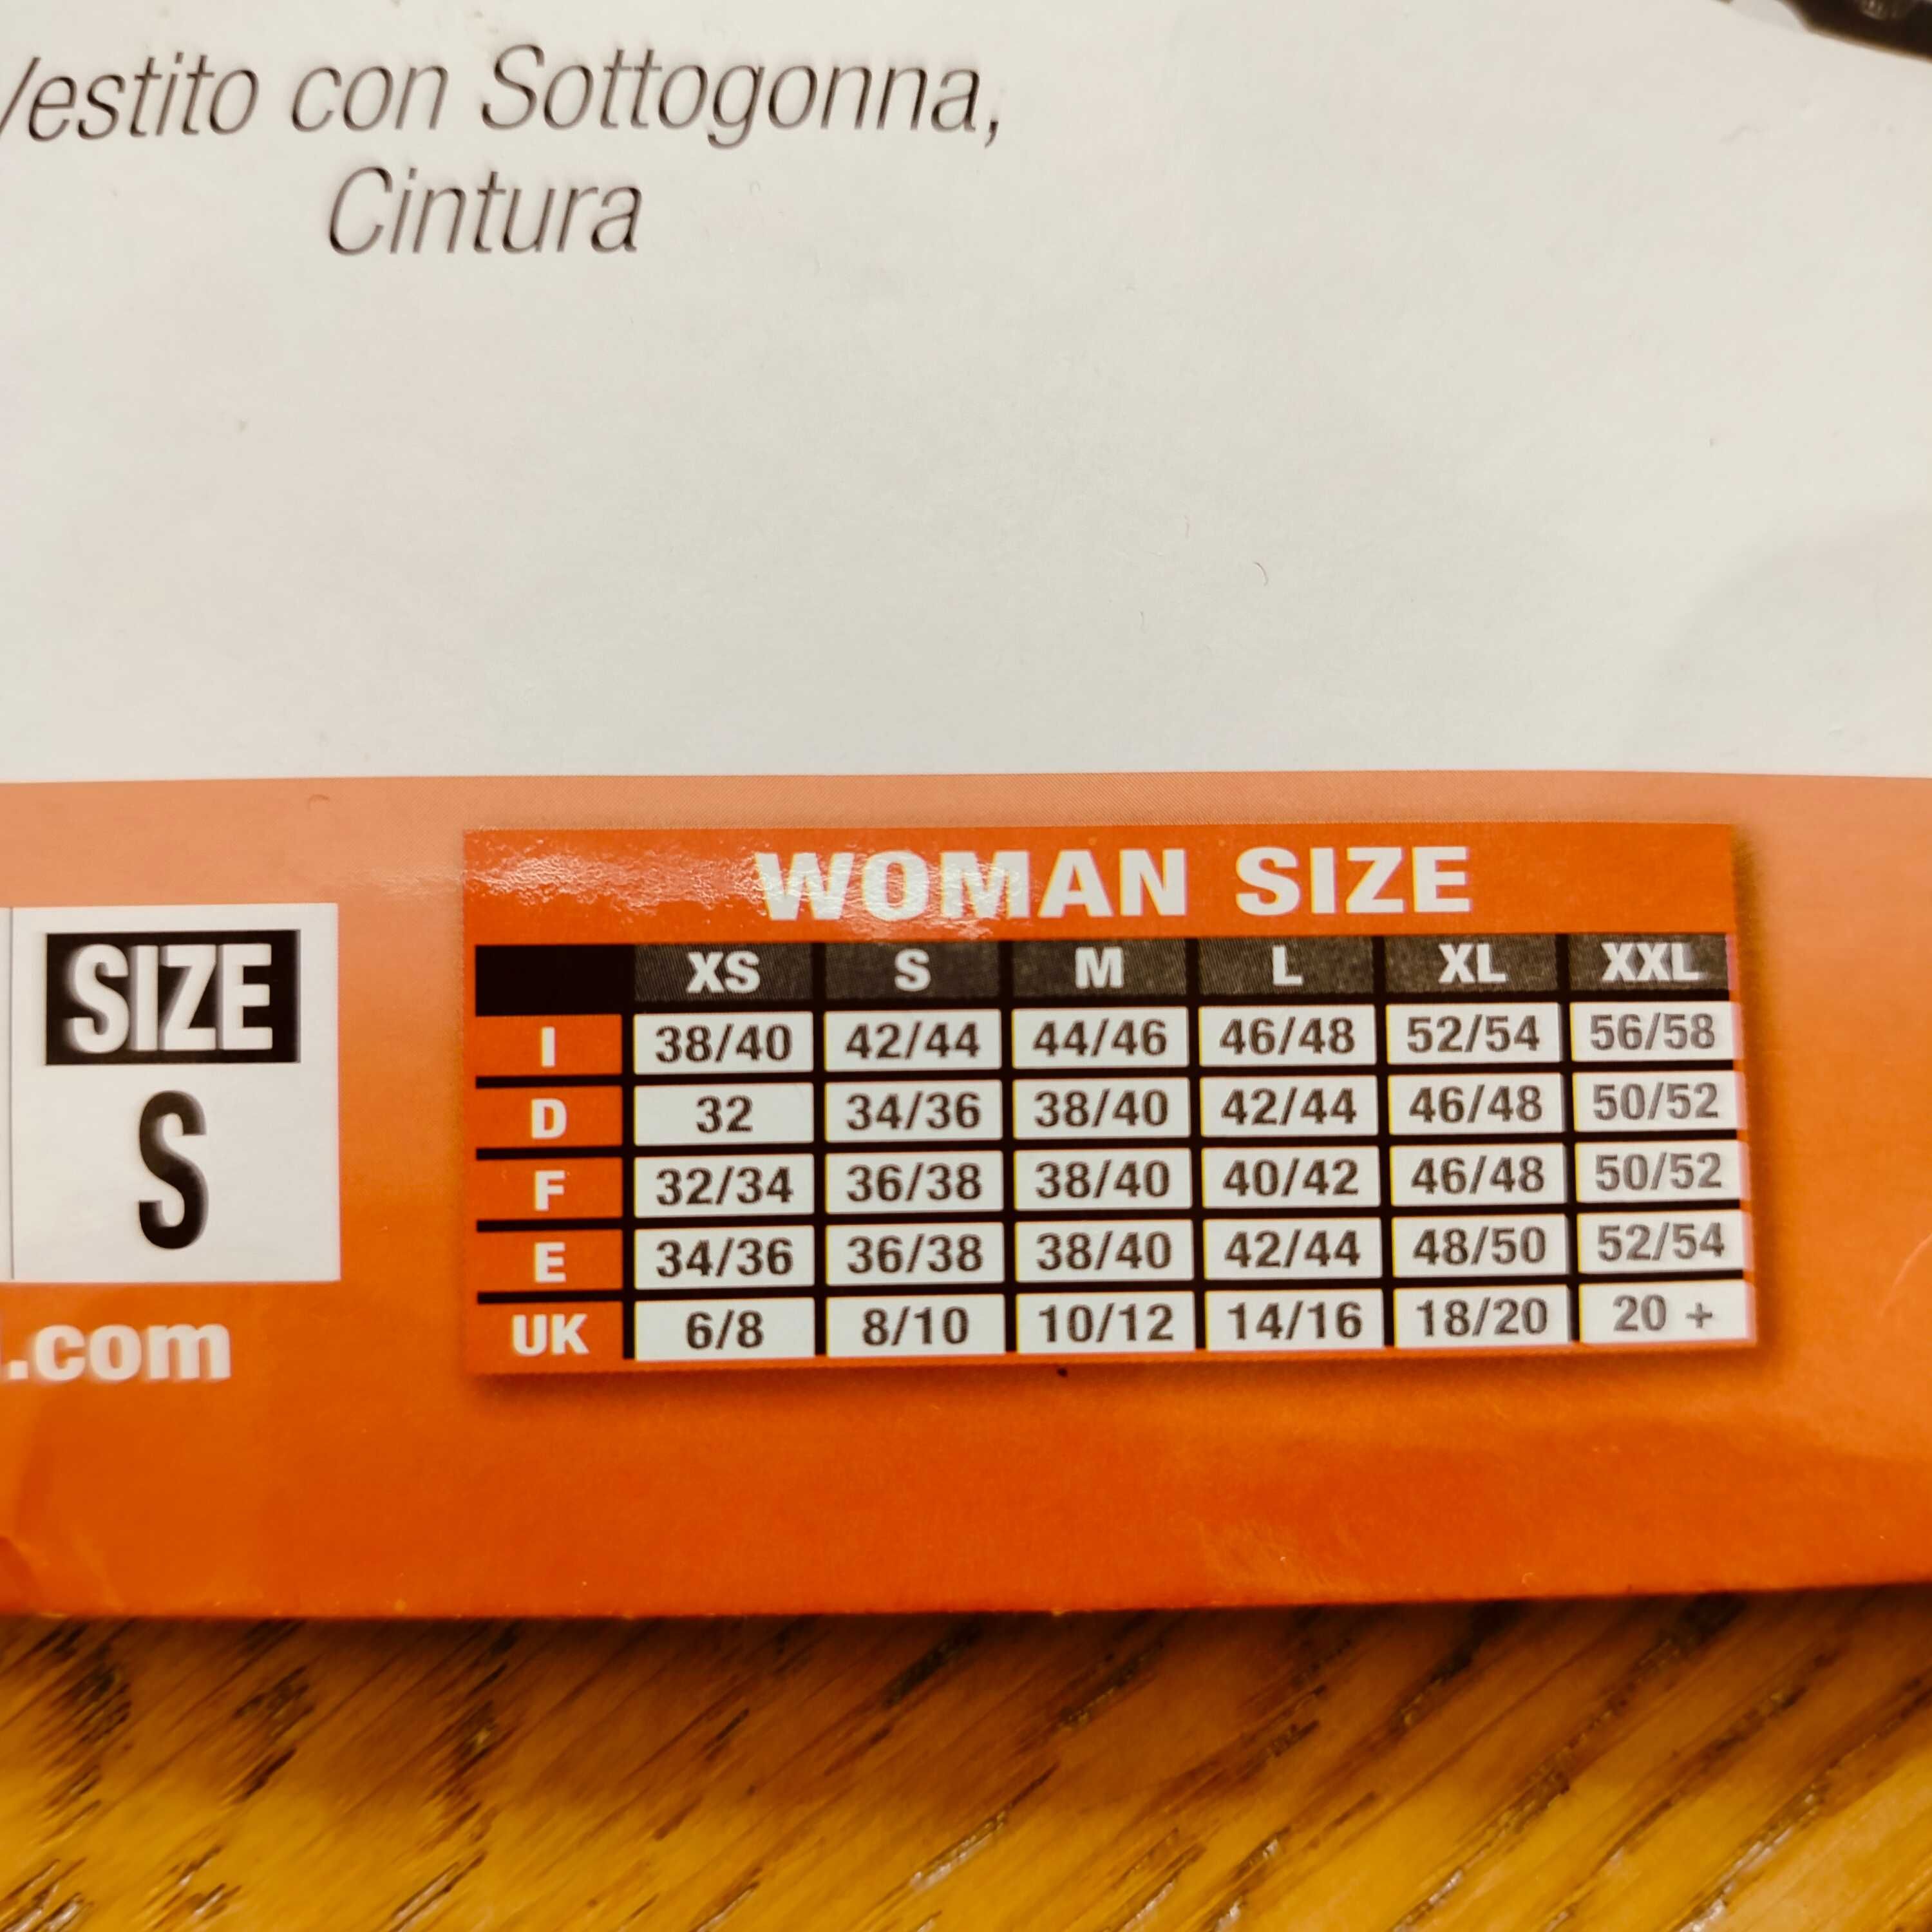 Vestito con Sottogonna,
Cintura
SIZE
S
.com
WOMAN SIZE
XS S M L XL XXL
I 38/40 42/44 44/46 46/48 52/54 56/58
D 32 34/36 38/40 42/44 46/48 50/52
F 32/34 36/38 38/40 40/42 46/48 50/52
E 34/36 36/38 38/40 42/44 48/50 52/54
UK 6/8 8/10 10/12 14/16 18/20 20 +